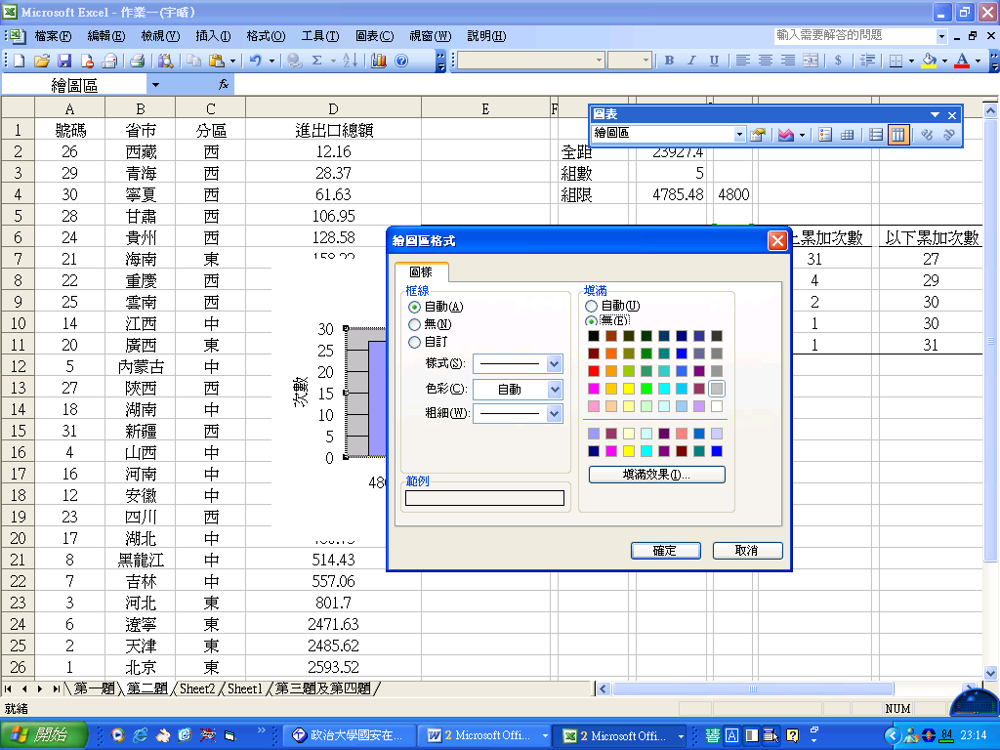 Microsoft Excel - 作業一(宇皓)
檔案(F) 編輯(E) 檢視(V) 插入(I) 格式(O) 工具(T) 圖表(C) 視窗(W) 說明(H) 輸入需要解答的問題
繪圖區 fx
A B C D E F
1 號碼 省市 分區 進出口總額
圖表
繪圖區
2 26 西藏 西 12.16 全距 23927.4
3 29 青海 西 28.37 組數 5
4 30 寧夏 西 61.63 組限 4785.48 4800
5 28 甘肅 西 106.95
6 24 貴州 西 128.58 上累加次數 以下累加次數
7 21 海南 東 158.22 31 27
8 22 重慶 西 4 29
9 25 雲南 西 2 30
10 14 江西 中 1 30
11 20 廣西 東 1 31
12 5 內蒙古 中
13 27 陝西 西
14 18 湖南 中
15 31 新疆 西
16 4 山西 中
17 16 河南 中
18 12 安徽 中
19 23 四川 西
20 17 湖北 中
21 8 黑龍江 中 514.43
22 7 吉林 中 557.06
23 3 河北 東 801.7
24 6 遼寧 東 2471.63
25 2 天津 東 2485.62
26 1 北京 東 2593.52
次數
30
25
20
15
10
5
0
480
繪圖區格式
圖樣
框線
自動(A)
無(N)
自訂
樣式(S):
色彩(C): 自動
粗細(W):
範例
填滿
自動(U)
無(E)
填滿效果(I)...
確定 取消
第一題 第二題 Sheet2 Sheet1 第三題及第四題
就緒 NUM
開始 政治大學國安在... 2 Microsoft Offi... 2 Microsoft Offi... 84 23:14